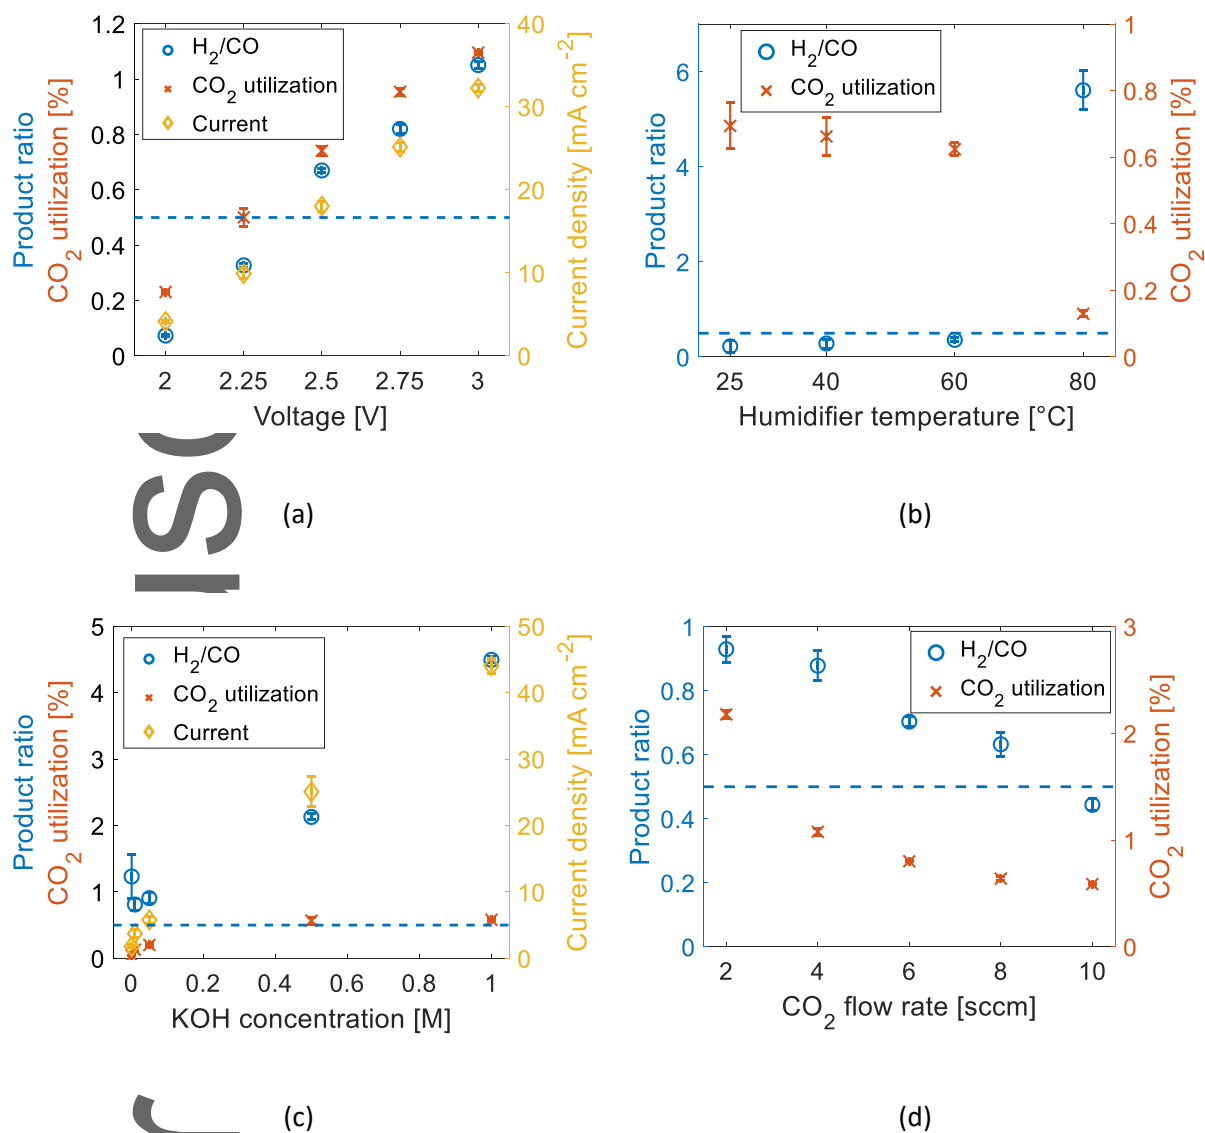 1.2
1
0.8
0.6
0.4
0.2
0
40
30
20
10
0
H2/CO
CO2 utilization
Current
Product ratio
CO2 utilization [%]
Current density [mA cm-2]
2 2.25 2.5 2.75 3
Voltage [V]
(a)
6
4
2
0
1
0.8
0.6
0.4
0.2
0
H2/CO
CO2 utilization
Product ratio
CO2 utilization [%]
25 40 60 80
Humidifier temperature [°C]
(b)
5
4
3
2
1
0
50
40
30
20
10
0
H2/CO
CO2 utilization
Current
Product ratio
CO2 utilization [%]
Current density [mA cm-2]
0 0.2 0.4 0.6 0.8 1
KOH concentration [M]
(c)
1
0.8
0.6
0.4
0.2
0
3
2
1
0
H2/CO
CO2 utilization
Product ratio
CO2 utilization [%]
2 4 6 8 10
CO2 flow rate [sccm]
(d)